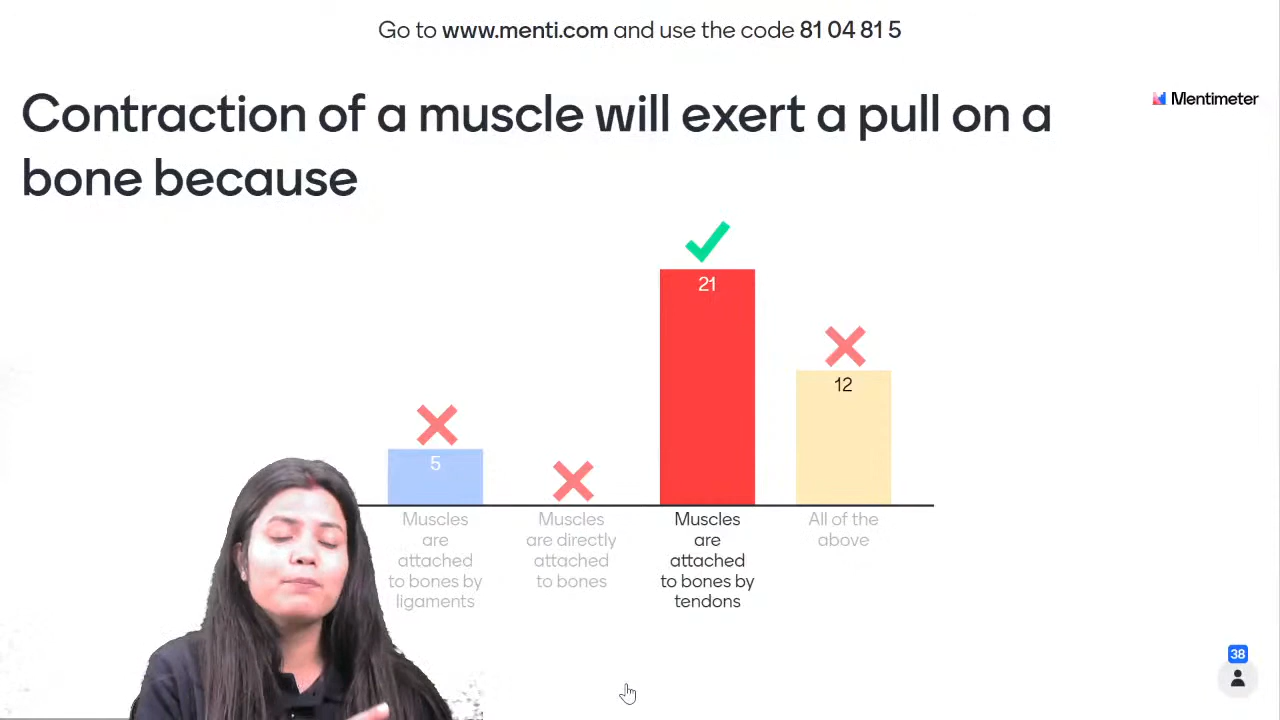 Go to www.menti.com and use the code 81 04 81 5
Mentimeter
Contraction of a muscle will exert a pull on a
bone because
21
12
5
Muscles
are
attached
to bones by
ligaments
Muscles
are directly
attached
to bones
Muscles
are
attached
to bones by
tendons
All of the
above
38